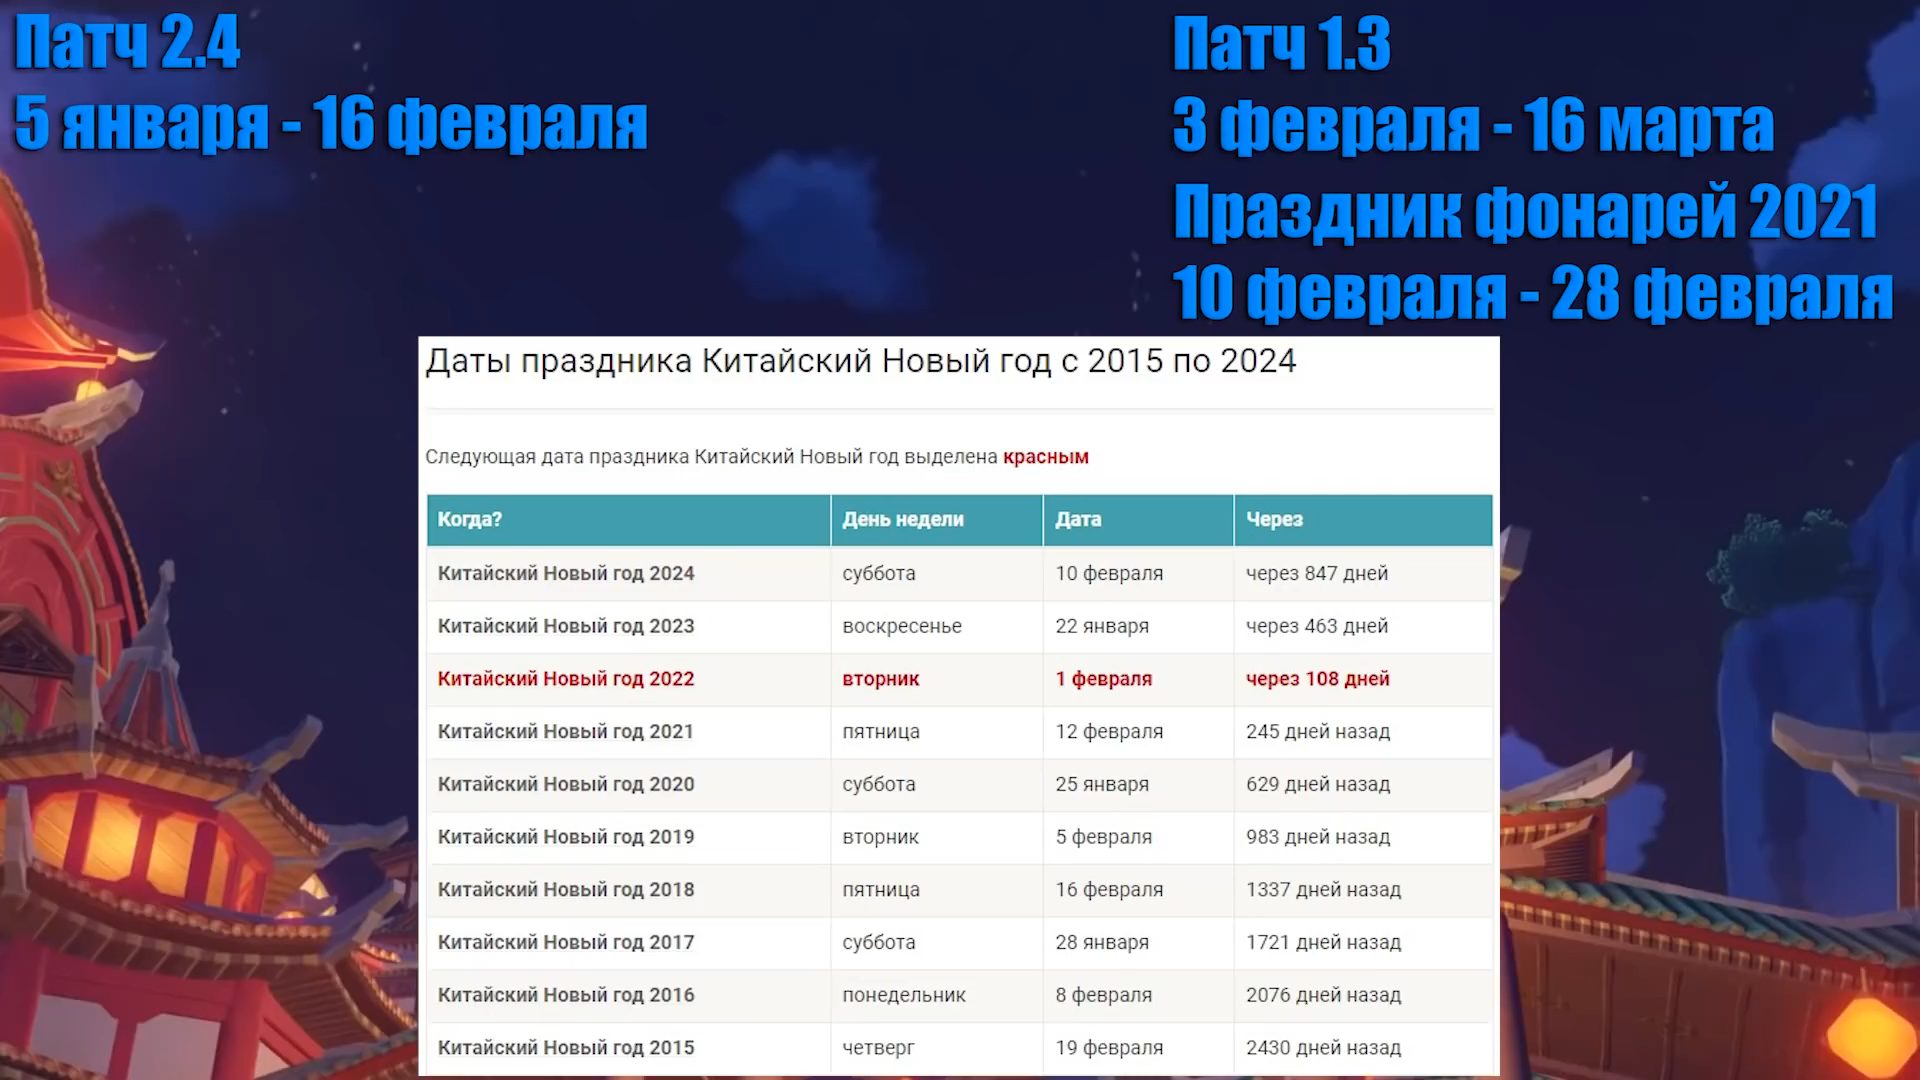 Патч 2.4
5 января - 16 февраля
Патч 1.3
3 февраля - 16 марта
Праздник фонарей 2021
10 февраля - 28 февраля
Даты праздника Китайский Новый год с 2015 по 2024
Следующая дата праздника Китайский Новый год выделена красным
Когда? День недели Дата Через
Китайский Новый год 2024 суббота 10 февраля через 847 дней
Китайский Новый год 2023 воскресенье 22 января через 463 дней
Китайский Новый год 2022 вторник 1 февраля через 108 дней
Китайский Новый год 2021 пятница 12 февраля 245 дней назад
Китайский Новый год 2020 суббота 25 января 629 дней назад
Китайский Новый год 2019 вторник 5 февраля 983 дней назад
Китайский Новый год 2018 пятница 16 февраля 1337 дней назад
Китайский Новый год 2017 суббота 28 января 1721 дней назад
Китайский Новый год 2016 понедельник 8 февраля 2076 дней назад
Китайский Новый год 2015 четверг 19 февраля 2430 дней назад